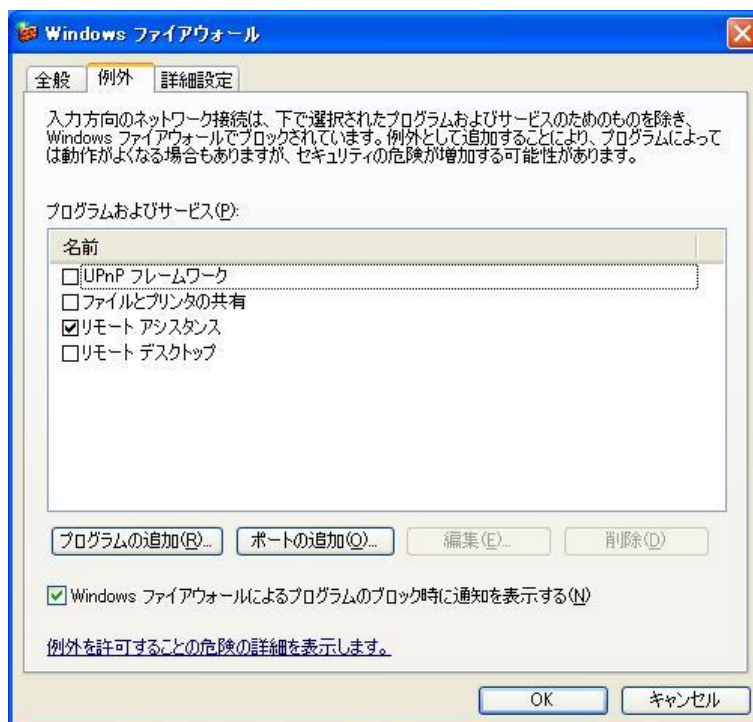 Windows ファイアウォール
全般 例外 詳細設定
入力方向のネットワーク接続は、下で選択されたプログラムおよびサービスのためのものを除き、
Windows ファイアウォールでブロックされています。例外として追加することにより、プログラムによって
は動作がよくなる場合もありますが、セキュリティの危険が増加する可能性があります。
プログラムおよびサービス(P):
名前
UPnP フレームワーク
ファイルとプリンタの共有
リモート アシスタンス
リモート デスクトップ
プログラムの追加(R)... ポートの追加(O)... 編集(E)... 削除(D)
Windows ファイアウォールによるプログラムのブロック時に通知を表示する(N)
例外を許可することの危険の詳細を表示します。
OK キャンセル